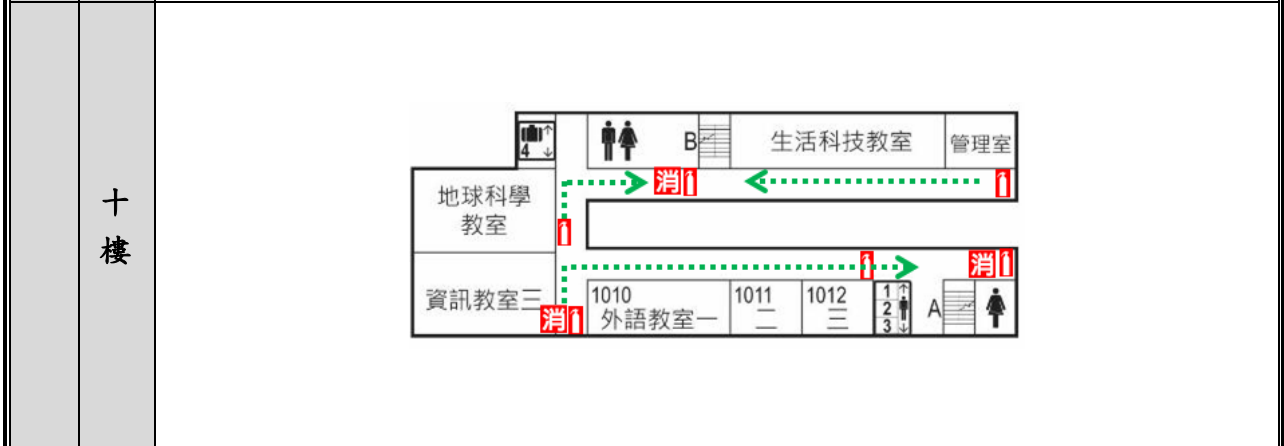 十樓
4
B
生活科技教室
管理室
地球科學
教室
消
資訊教室三
消
1010
外語教室一
1011
二
1012
三
1
2
3
A
消